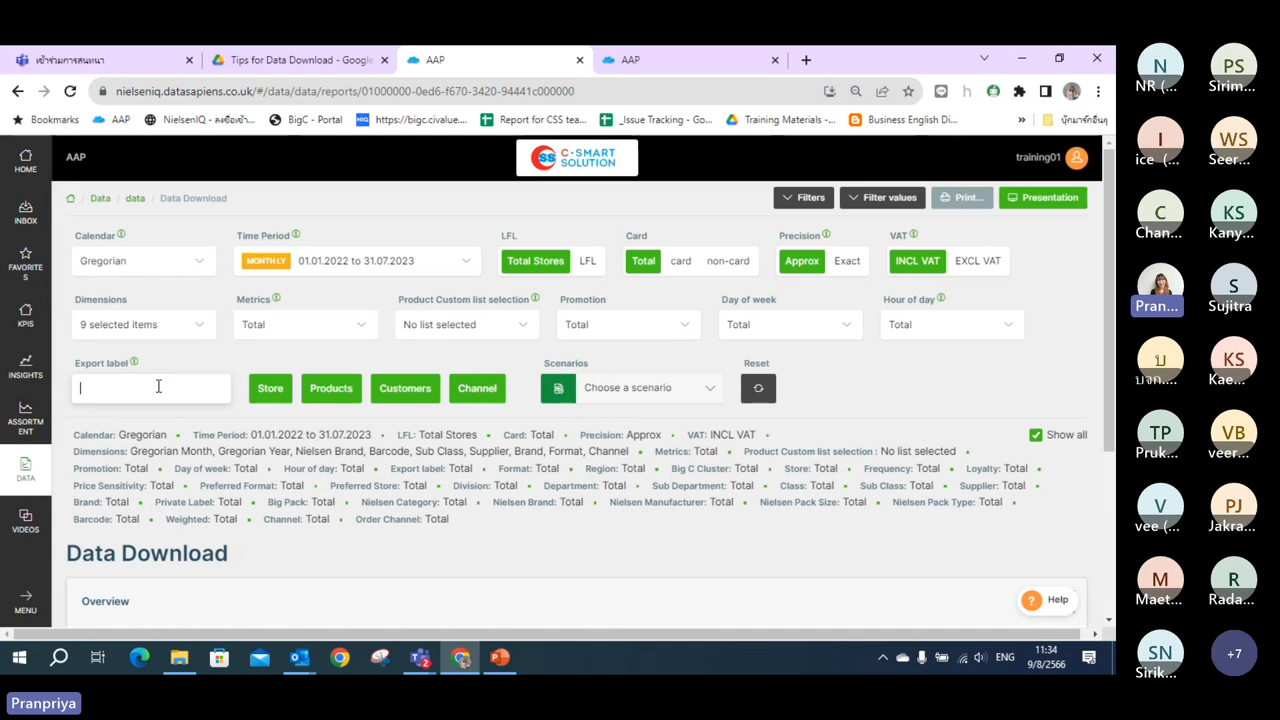 เข้าร่วมการสนทนา
Tips for Data Download - Google
AAP
AAP
nielseniq.datasapiens.co.uk/#/data/data/reports/01000000-0ed6-f670-3420-94441c000000
Bookmarks
AAP
NielsenIQ - ลงชื่อเข้า...
BigC - Portal
https://bigc.civalue...
Report for CSS tea...
_Issue Tracking - Go...
Training Materials -...
Business English Di...
»
บุ๊กมาร์กอื่นๆ
AAP
C·SMART
SOLUTION
training01
HOME
INBOX
FAVORITE
S
KPIS
INSIGHTS
ASSORTM
ENT
DATA
VIDEOS
MENU
Data
data
Data Download
Filters
Filter values
Print...
Presentation
Calendar
Time Period
LFL
Card
Precision
VAT
Gregorian
MONTHLY 01.01.2022 to 31.07.2023
Total Stores LFL
Total card non-card
Approx Exact
INCL VAT EXCL VAT
Dimensions
Metrics
Product Custom list selection
Promotion
Day of week
Hour of day
9 selected items
Total
No list selected
Total
Total
Total
Export label
Scenarios
Reset
Store
Products
Customers
Channel
Choose a scenario
Calendar: Gregorian • Time Period: 01.01.2022 to 31.07.2023 • LFL: Total Stores • Card: Total • Precision: Approx • VAT: INCL VAT •
Show all
Dimensions: Gregorian Month, Gregorian Year, Nielsen Brand, Barcode, Sub Class, Supplier, Brand, Format, Channel • Metrics: Total • Product Custom list selection : No list selected •
Promotion: Total • Day of week: Total • Hour of day: Total • Export label: Total • Format: Total • Region: Total • Big C Cluster: Total • Store: Total • Frequency: Total • Loyalty: Total •
Price Sensitivity: Total • Preferred Format: Total • Preferred Store: Total • Division: Total • Department: Total • Sub Department: Total • Class: Total • Sub Class: Total • Supplier: Total •
Brand: Total • Private Label: Total • Big Pack: Total • Nielsen Category: Total • Nielsen Brand: Total • Nielsen Manufacturer: Total • Nielsen Pack Size: Total • Nielsen Pack Type: Total •
Barcode: Total • Weighted: Total • Channel: Total • Order Channel: Total
Data Download
Overview
Help
ENG
11:34
9/8/2566
N
NR (...
PS
Sirim...
I
ice (...
WS
Seer...
C
Chan...
KS
Kany...
Pran...
S
Sujitra
บ
บจก....
KS
Kae...
TP
Pruk...
VB
veer...
V
vee (...
PJ
Jakra...
M
Maet...
R
Rada...
SN
Sirik...
+7
Pranpriya